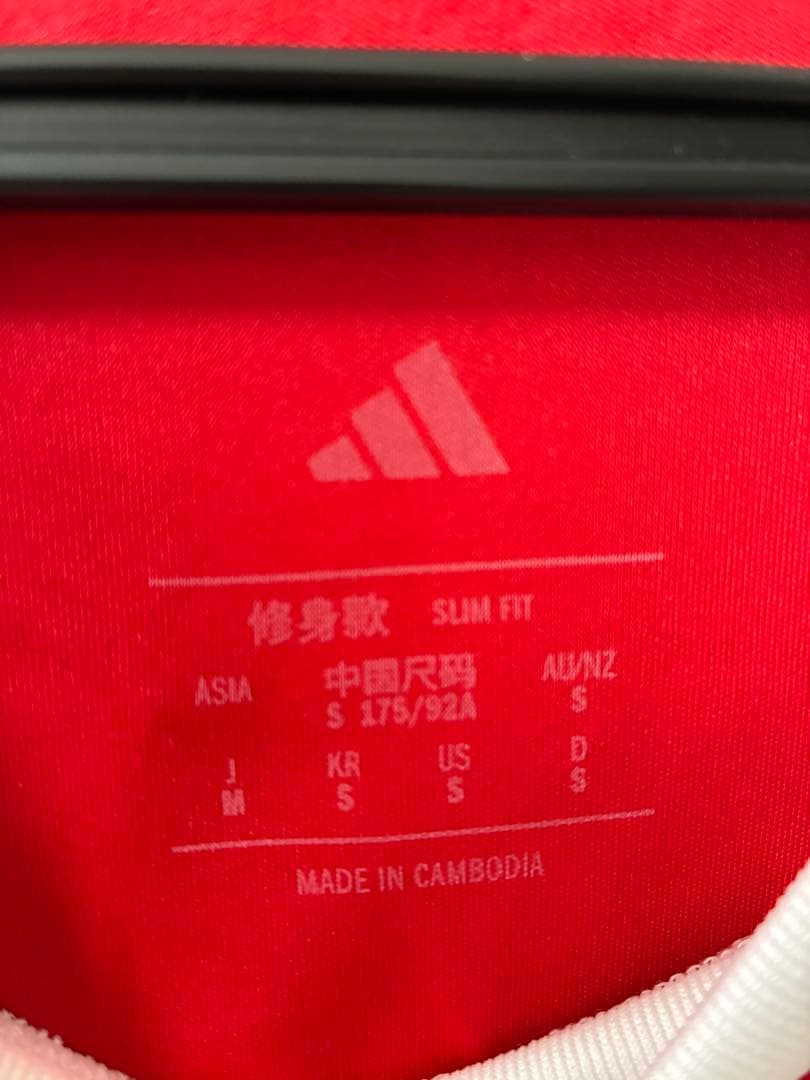 修身款 SLIM FIT
ASIA 中国尺码 AU/NZ
S 175/92A S
J KR US D
M S S S
MADE IN CAMBODIA